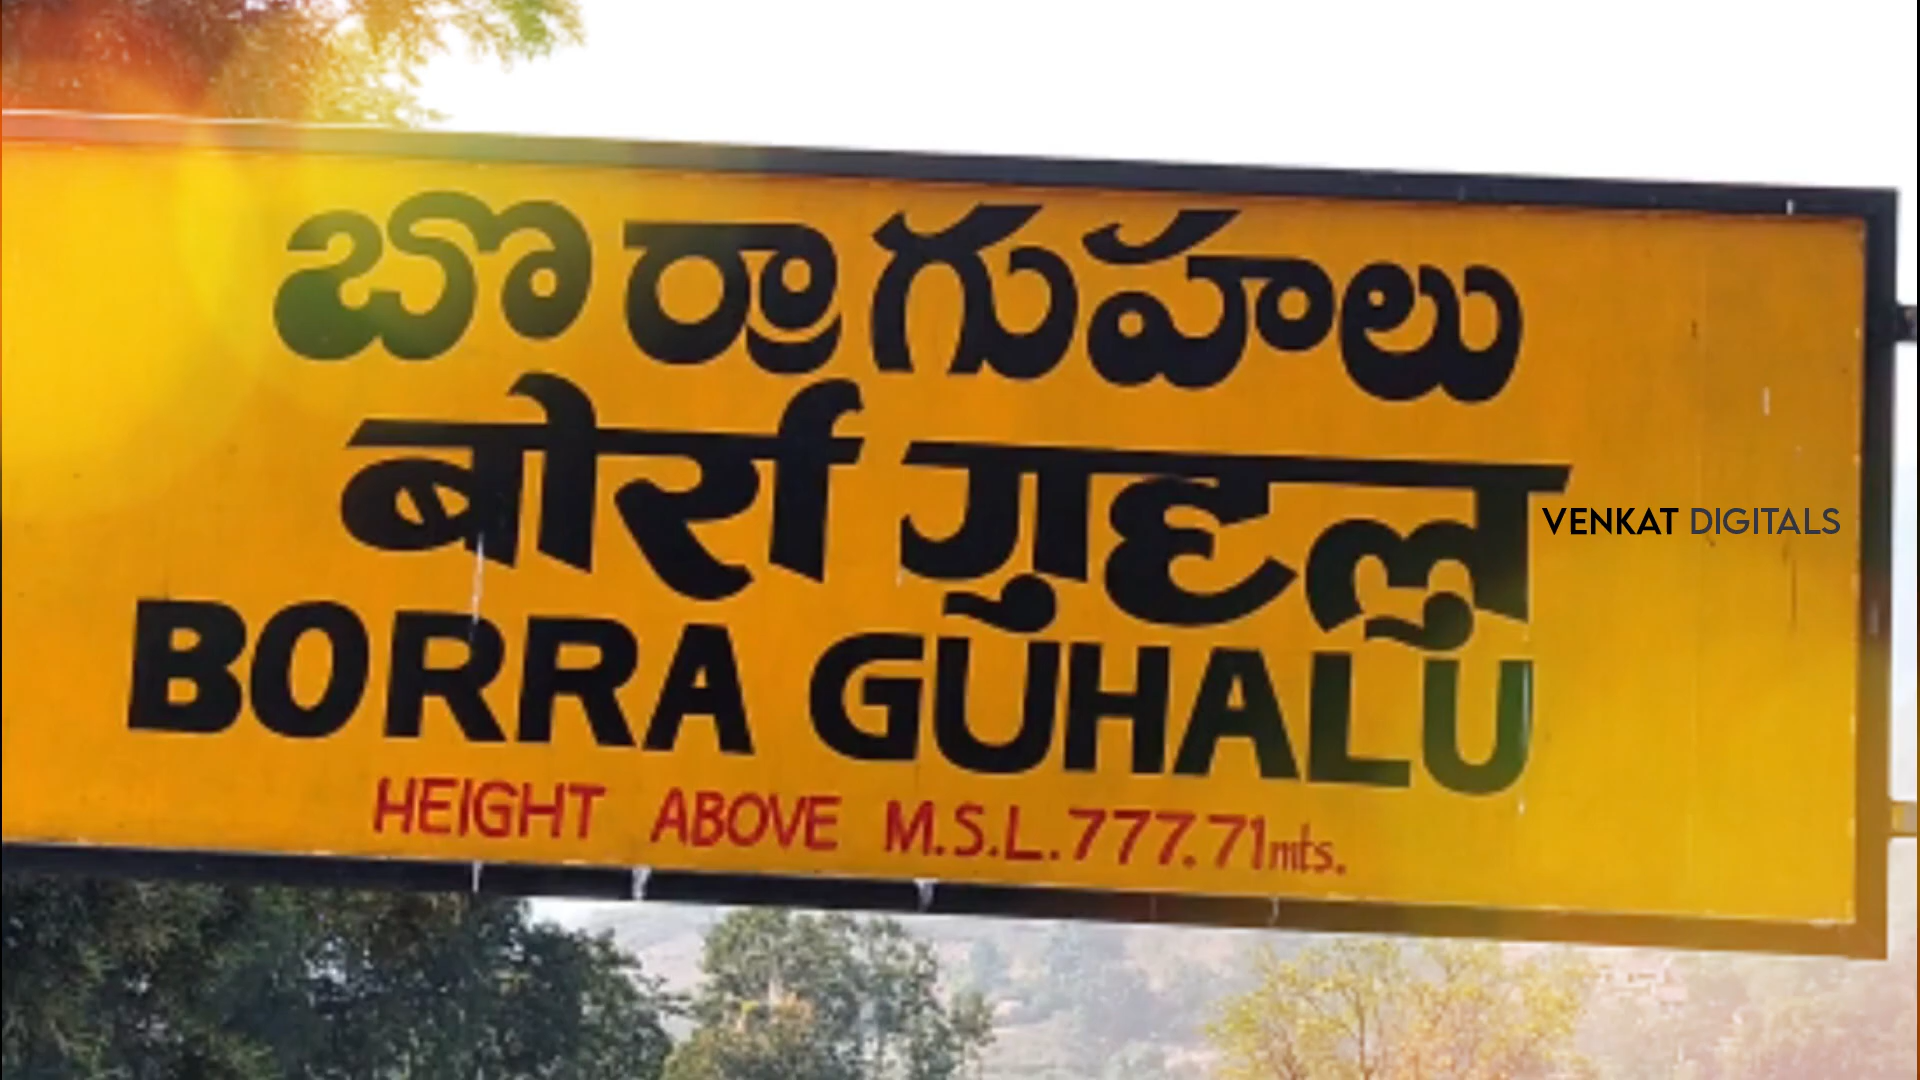 బొర్రా గుహలు
बोर्रा गुहलु
VENKAT DIGITALS
BORRA GUHALU
HEIGHT ABOVE M.S.L. 777.71mts.